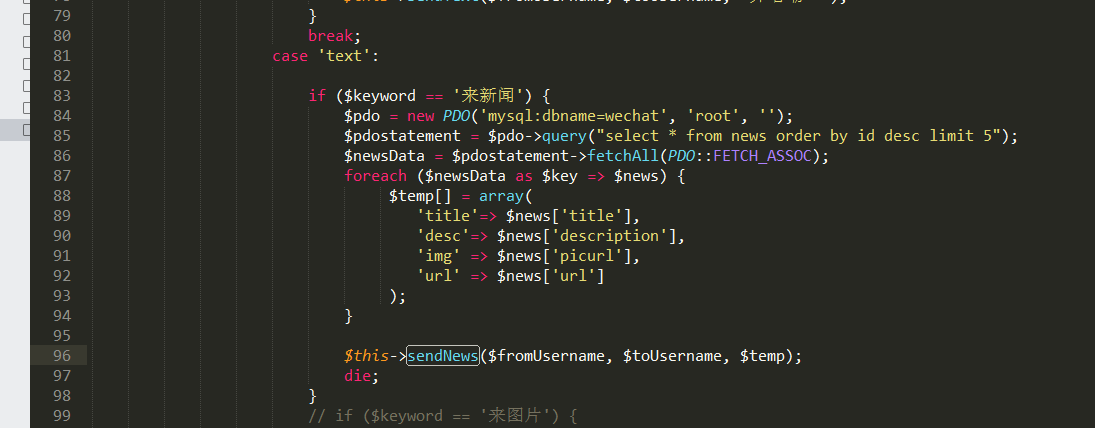 79 }
80 break;
81 case 'text':
82
83 if ($keyword == '来新闻') {
84 $pdo = new PDO('mysql:dbname=wechat', 'root', '');
85 $pdostatement = $pdo->query("select * from news order by id desc limit 5");
86 $newsData = $pdostatement->fetchAll(PDO::FETCH_ASSOC);
87 foreach ($newsData as $key => $news) {
88 $temp[] = array(
89 'title'=> $news['title'],
90 'desc'=> $news['description'],
91 'img' => $news['picurl'],
92 'url' => $news['url']
93 );
94 }
95
96 $this->sendNews($fromUsername, $toUsername, $temp);
97 die;
98 }
99 // if ($keyword == '来图片') {